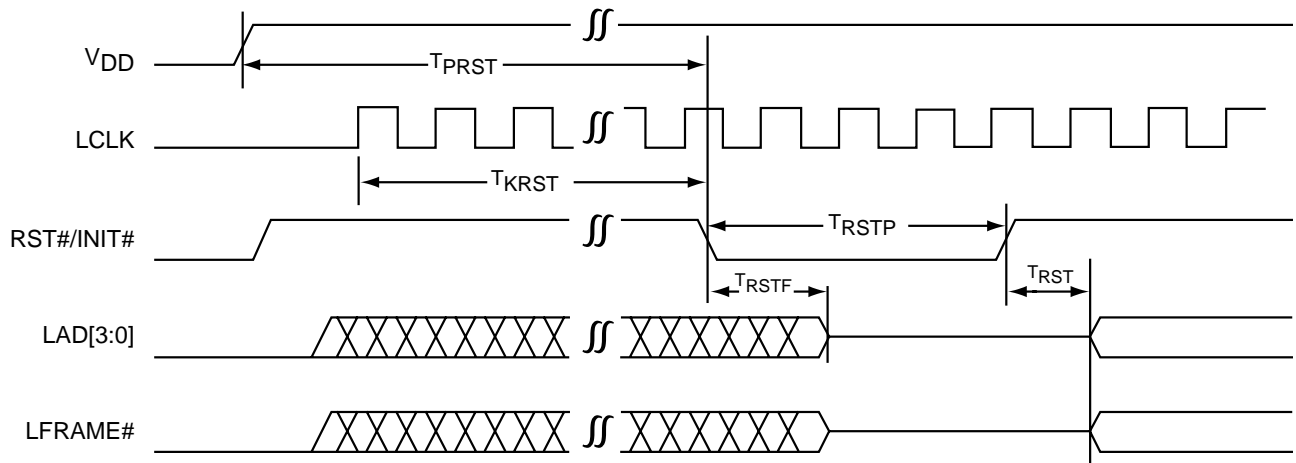 VDD
TPRST
LCLK
TKRST
RST#/INIT#
TRSTP
TRSTF
TRST
LAD[3:0]
LFRAME#